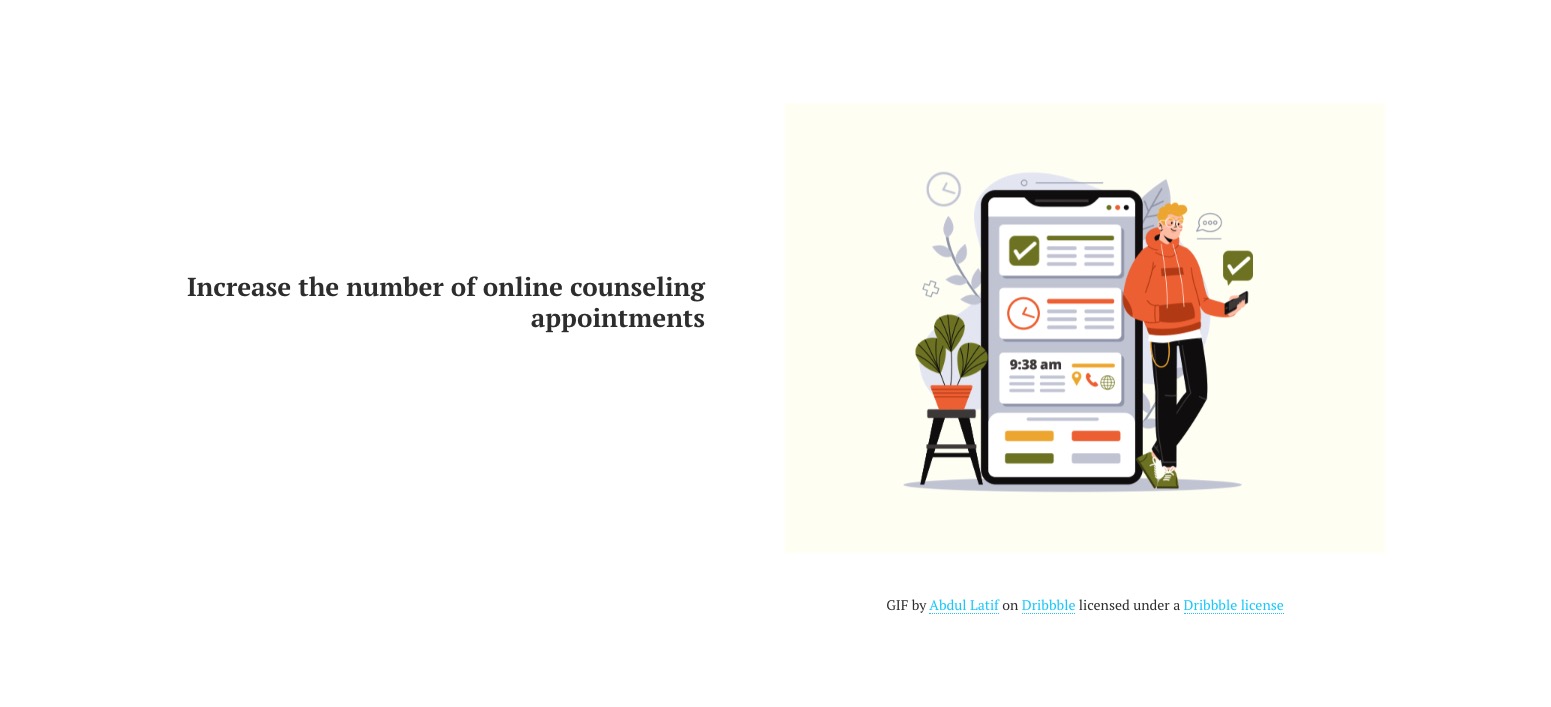 Increase the number of online counseling
appointments
9:38 am
GIF by Abdul Latif on Dribbble licensed under a Dribbble license